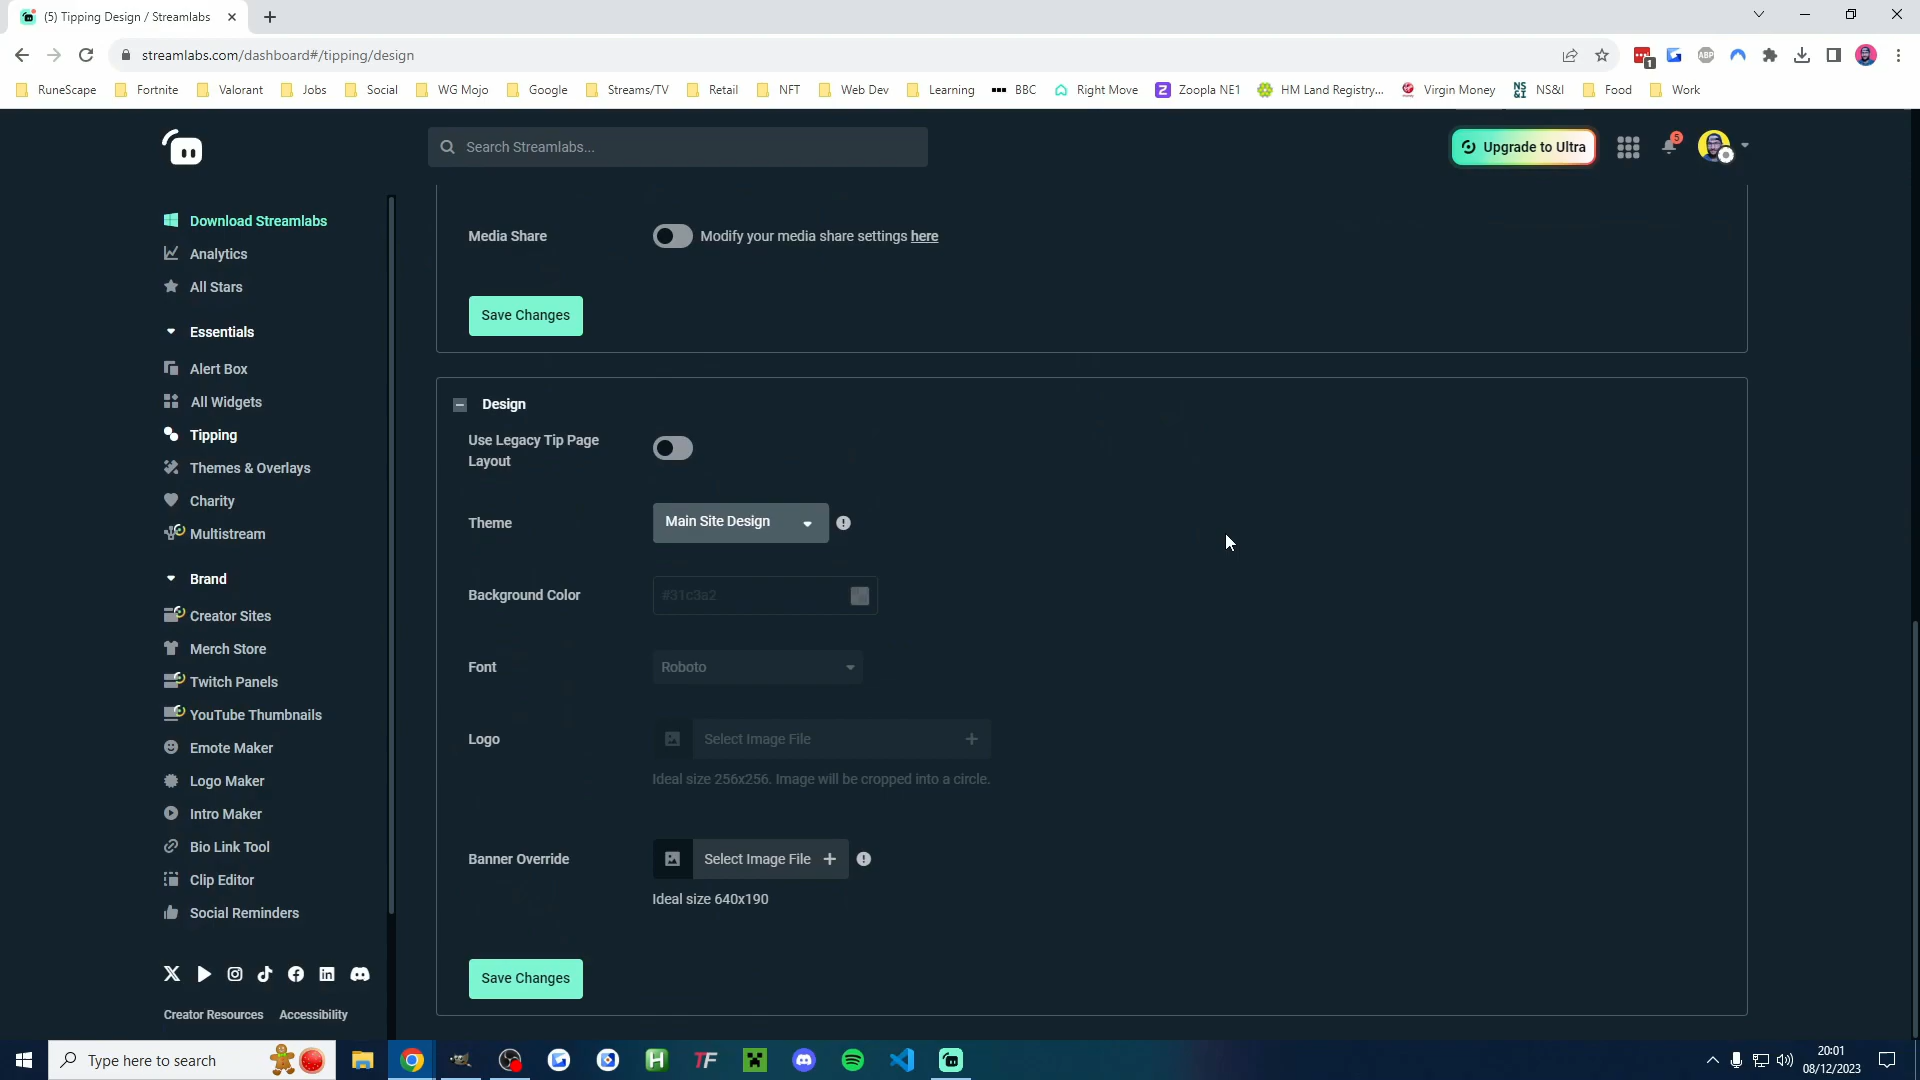 (5) Tipping Design / Streamlabs
streamlabs.com/dashboard#/tipping/design
1
RuneScape
Fortnite
Valorant
Jobs
Social
WG Mojo
Google
Streams/TV
Retail
NFT
Web Dev
Learning
BBC
Right Move
Zoopla NE1
HM Land Registry...
Virgin Money
NS&I
Food
Work
Search Streamlabs...
Upgrade to Ultra
5
Download Streamlabs
Analytics
All Stars
Essentials
Alert Box
All Widgets
Tipping
Themes & Overlays
Charity
Multistream
Brand
Creator Sites
Merch Store
Twitch Panels
YouTube Thumbnails
Emote Maker
Logo Maker
Intro Maker
Bio Link Tool
Clip Editor
Social Reminders
Creator Resources
Accessibility
Media Share
Modify your media share settings here
Save Changes
Design
Use Legacy Tip Page
Layout
Theme
Main Site Design
Background Color
#31c3a2
Font
Roboto
Logo
Select Image File
Ideal size 256x256. Image will be cropped into a circle.
Banner Override
Select Image File
Ideal size 640x190
Save Changes
Type here to search
20:01
08/12/2023